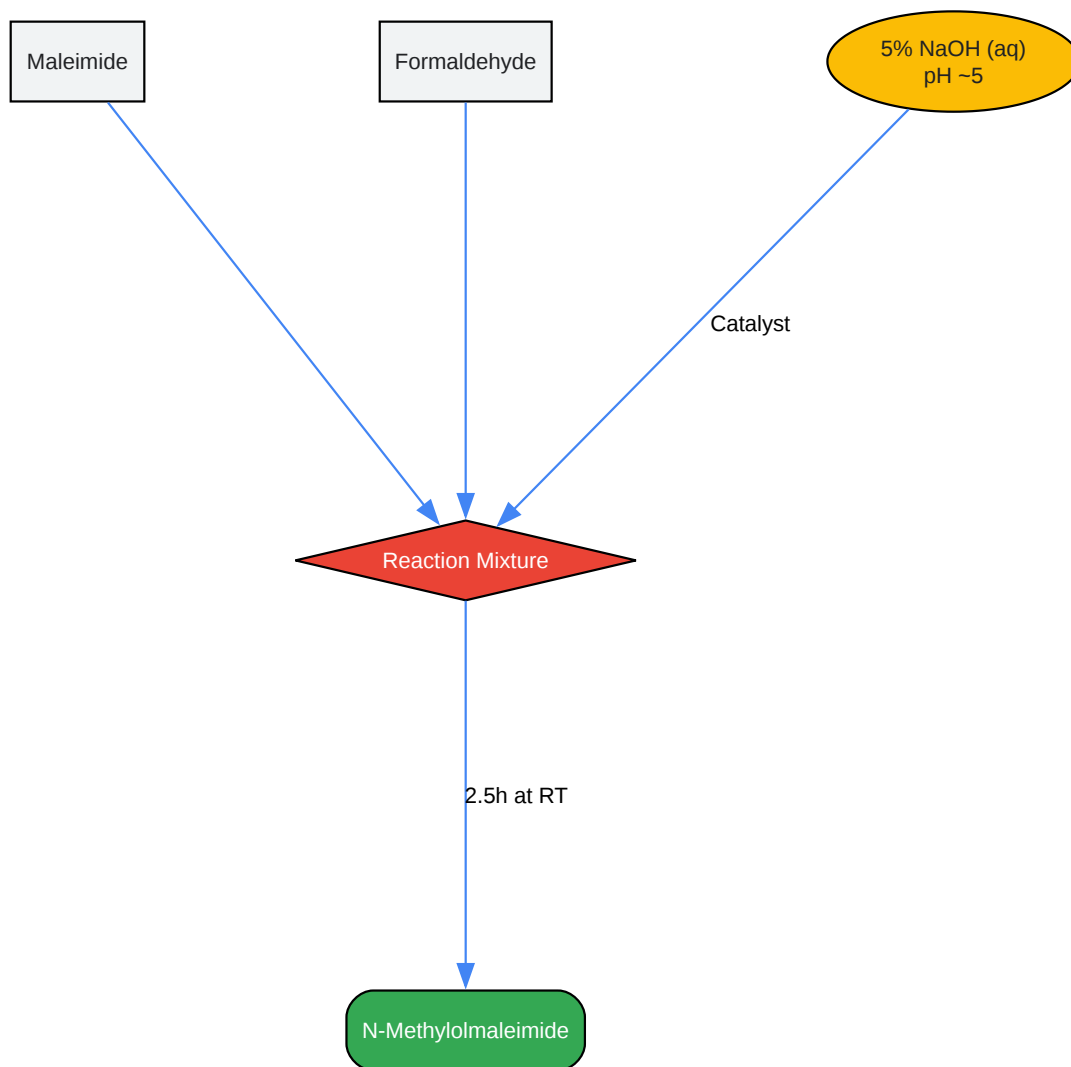 Maleimide
Formaldehyde
5% NaOH (aq)
pH ~5
Catalyst
Reaction Mixture
2.5h at RT
N-Methylolmaleimide